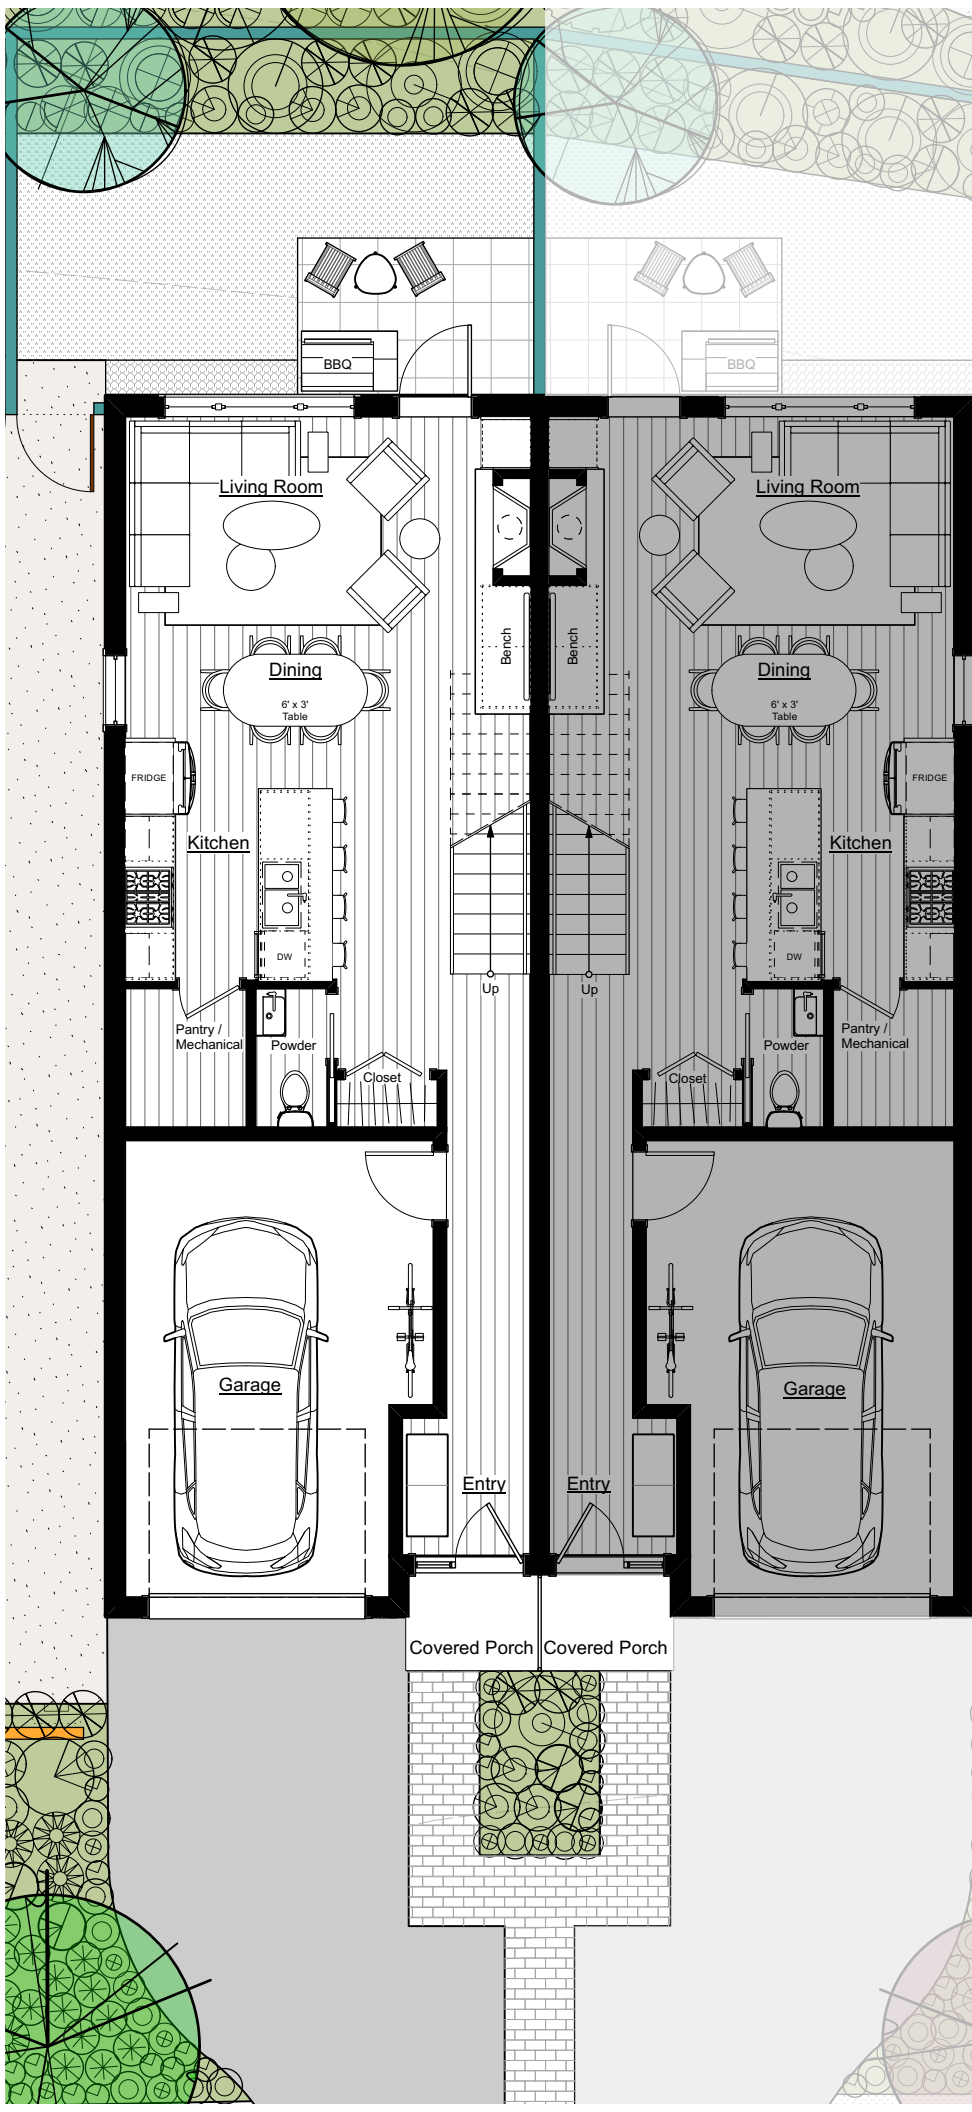 BBQ
BBQ
Living Room
Living Room
Bench
Bench
Dining
Dining
6' x 3'
Table
6' x 3'
Table
FRIDGE
FRIDGE
Kitchen
Kitchen
DW
DW
Up
Up
Pantry /
Mechanical
Powder
Powder
Pantry /
Mechanical
Closet
Closet
Garage
Garage
Entry
Entry
Covered Porch
Covered Porch